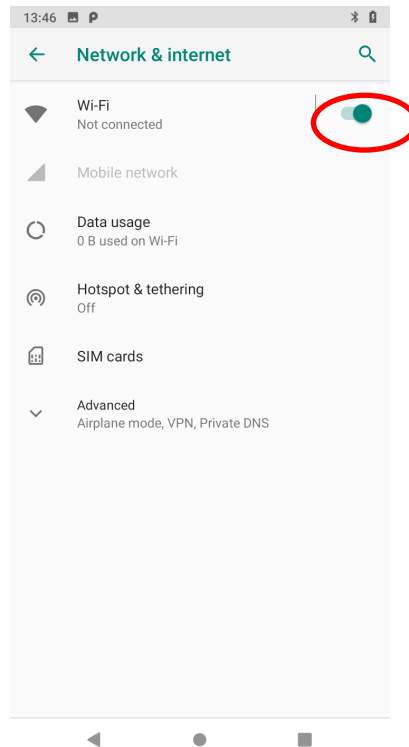 13:46
Network & internet
Wi-Fi
Not connected
Mobile network
Data usage
0 B used on Wi-Fi
Hotspot & tethering
Off
SIM cards
Advanced
Airplane mode, VPN, Private DNS